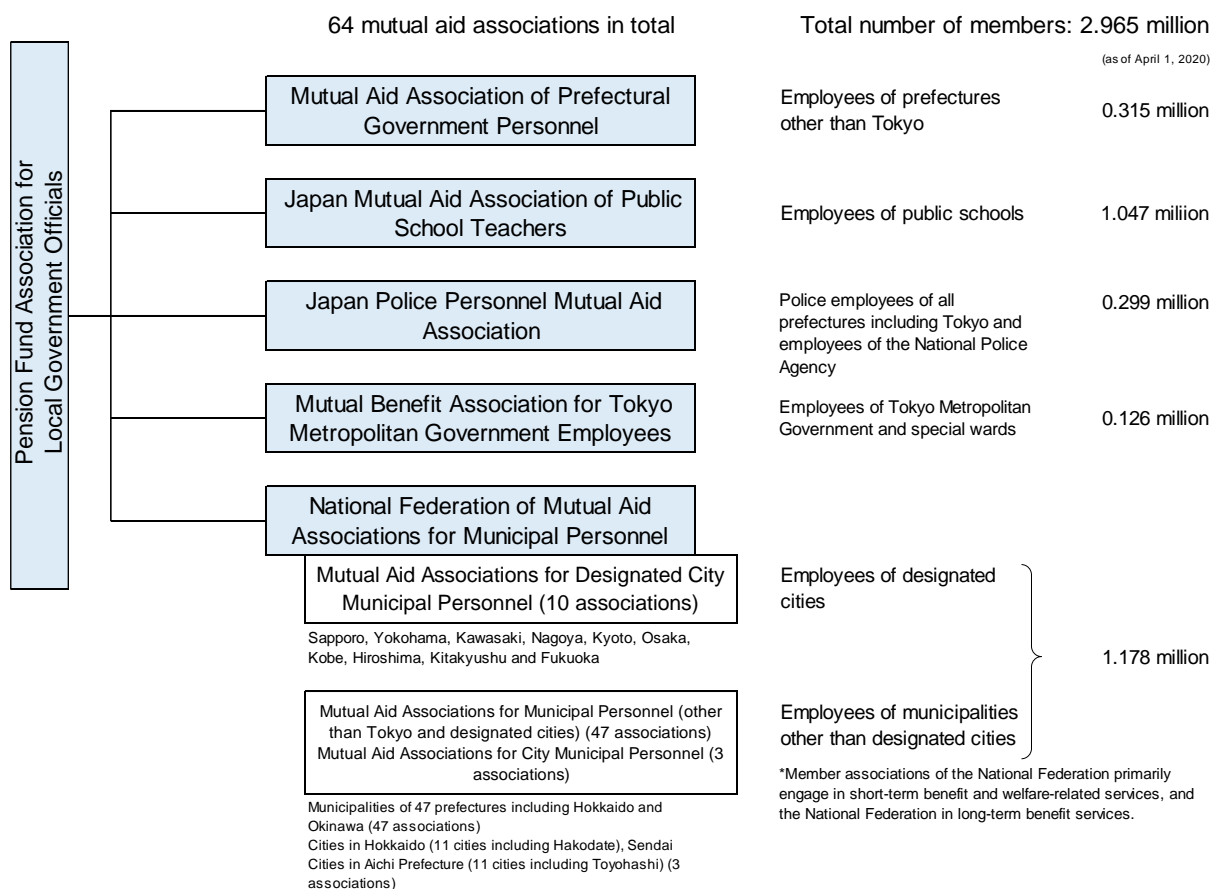 64 mutual aid associations in total
Total number of members: 2.965 million
(as of April 1, 2020)
Pension Fund Association for
Local Government Officials
Mutual Aid Association of Prefectural
Government Personnel
Employees of prefectures
other than Tokyo
0.315 million
Japan Mutual Aid Association of Public
School Teachers
Employees of public schools
1.047 miliion
Japan Police Personnel Mutual Aid
Association
Police employees of all
prefectures including Tokyo and
employees of the National Police
Agency
0.299 million
Mutual Benefit Association for Tokyo
Metropolitan Government Employees
Employees of Tokyo Metropolitan
Government and special wards
0.126 million
National Federation of Mutual Aid
Associations for Municipal Personnel
Mutual Aid Associations for Designated City
Municipal Personnel (10 associations)
Employees of designated
cities
Sapporo, Yokohama, Kawasaki, Nagoya, Kyoto, Osaka,
Kobe, Hiroshima, Kitakyushu and Fukuoka
1.178 million
Mutual Aid Associations for Municipal Personnel (other
than Tokyo and designated cities) (47 associations)
Mutual Aid Associations for City Municipal Personnel (3
associations)
Employees of municipalities
other than designated cities
*Member associations of the National Federation primarily
engage in short-term benefit and welfare-related services, and
the National Federation in long-term benefit services.
Municipalities of 47 prefectures including Hokkaido and
Okinawa (47 associations)
Cities in Hokkaido (11 cities including Hakodate), Sendai
Cities in Aichi Prefecture (11 cities including Toyohashi) (3
associations)